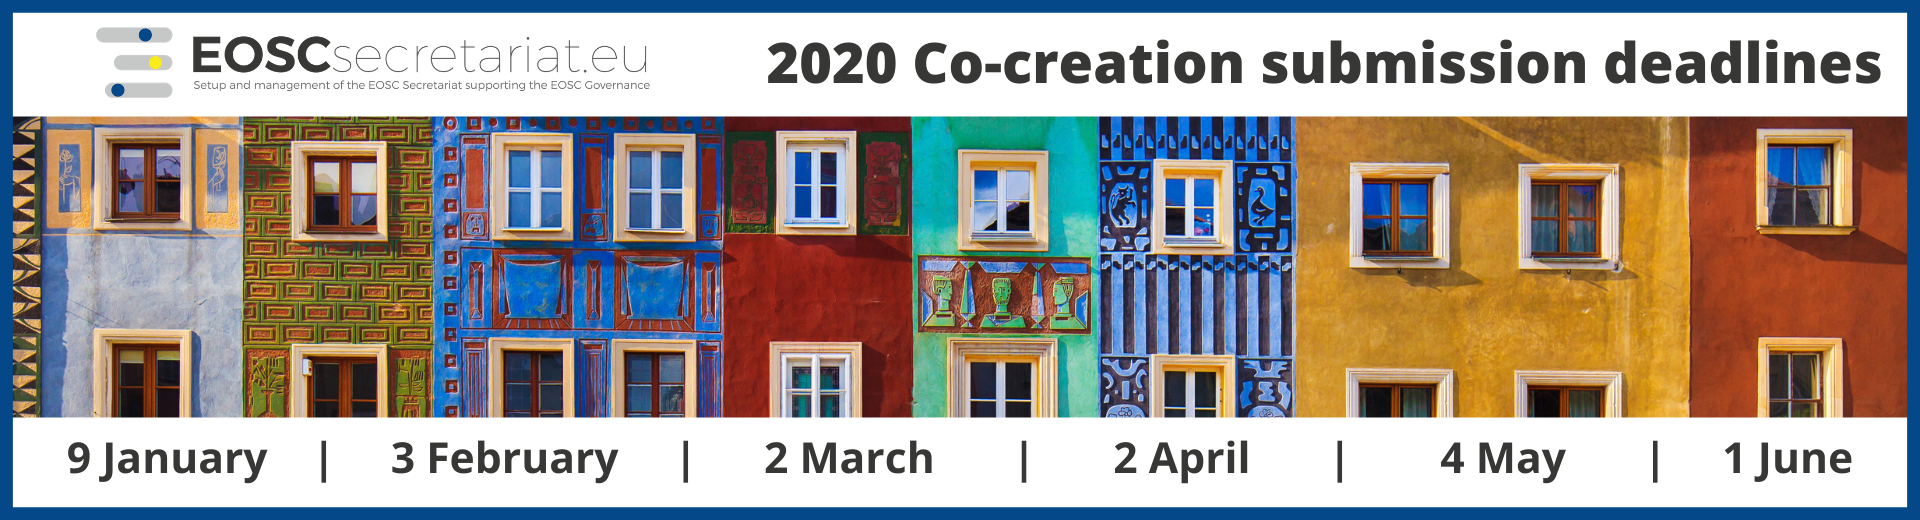 EOSCsecretariat.eu
Setup and management of the EOSC Secretariat supporting the EOSC Governance
2020 Co-creation submission deadlines
9 January | 3 February | 2 March | 2 April | 4 May | 1 June